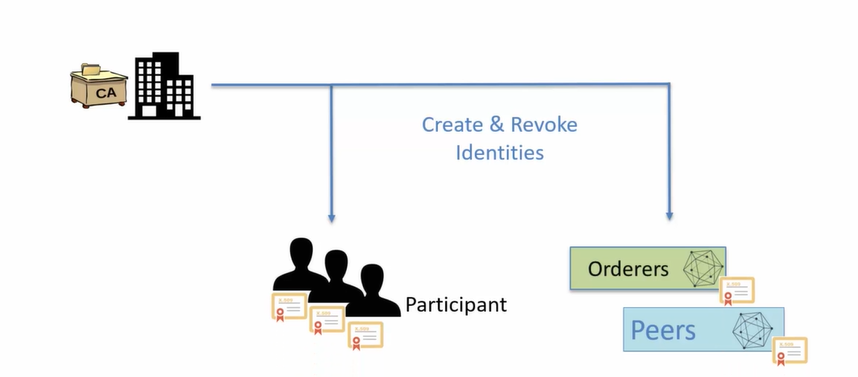 CA
Create & Revoke
Identities
Participant
Orderers
Peers